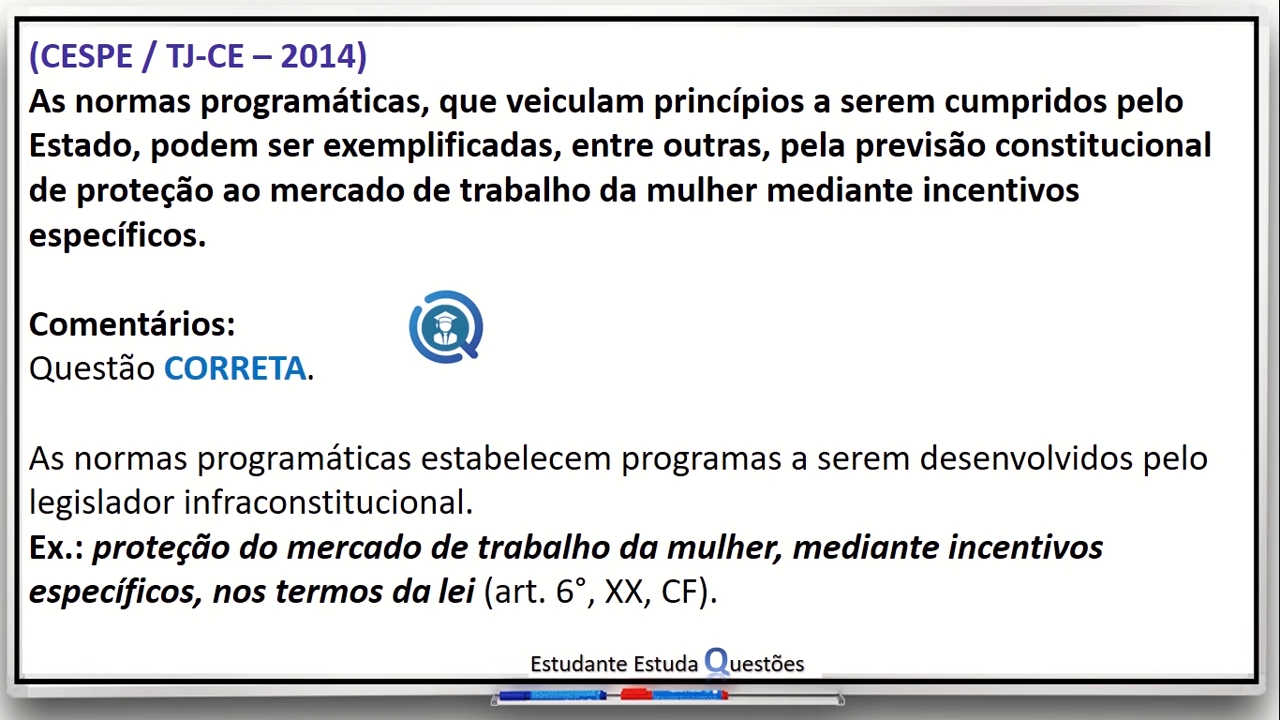 (CESPE / TJ-CE – 2014)
As normas programáticas, que veiculam princípios a serem cumpridos pelo
Estado, podem ser exemplificadas, entre outras, pela previsão constitucional
de proteção ao mercado de trabalho da mulher mediante incentivos
específicos.
Comentários:
Questão CORRETA.
As normas programáticas estabelecem programas a serem desenvolvidos pelo
legislador infraconstitucional.
Ex.: proteção do mercado de trabalho da mulher, mediante incentivos
específicos, nos termos da lei (art. 6°, XX, CF).
Estudante Estuda Questões